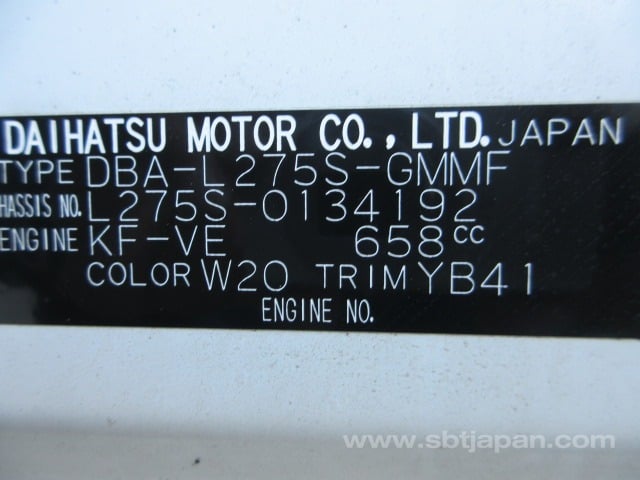 DAIHATSU MOTOR CO., LTD. JAPAN
TYPE DBA-L275S-GMMF
CHASSIS NO. L275S-0134192
ENGINE KF-VE 658cc
COLOR W20 TRIM YB41
ENGINE NO.
www.sbtjapan.com